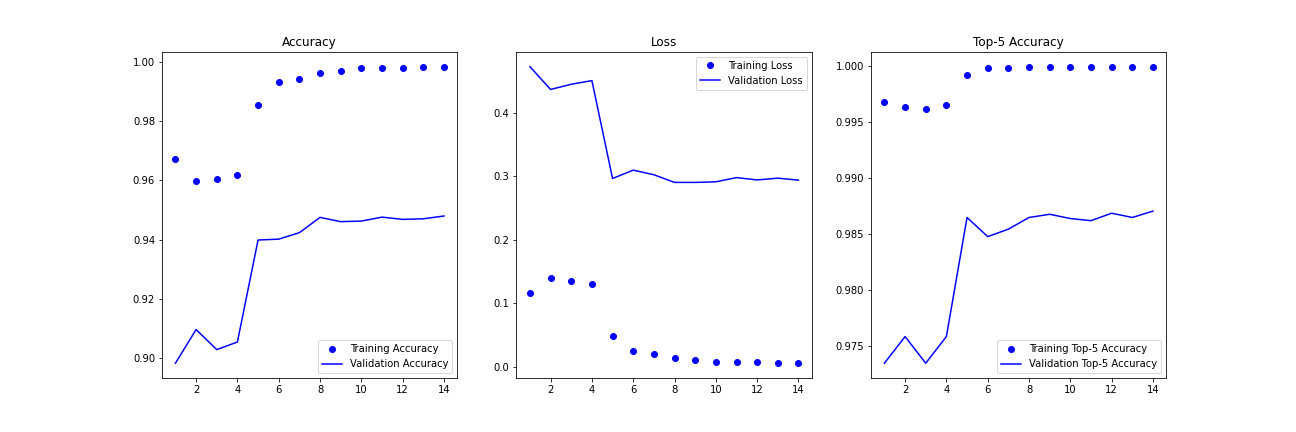 Accuracy
1.00
0.98
0.96
0.94
0.92
0.90
2 4 6 8 10 12 14
Training Accuracy
Validation Accuracy
Loss
0.4
0.3
0.2
0.1
0.0
2 4 6 8 10 12 14
Training Loss
Validation Loss
Top-5 Accuracy
1.000
0.995
0.990
0.985
0.980
0.975
2 4 6 8 10 12 14
Training Top-5 Accuracy
Validation Top-5 Accuracy